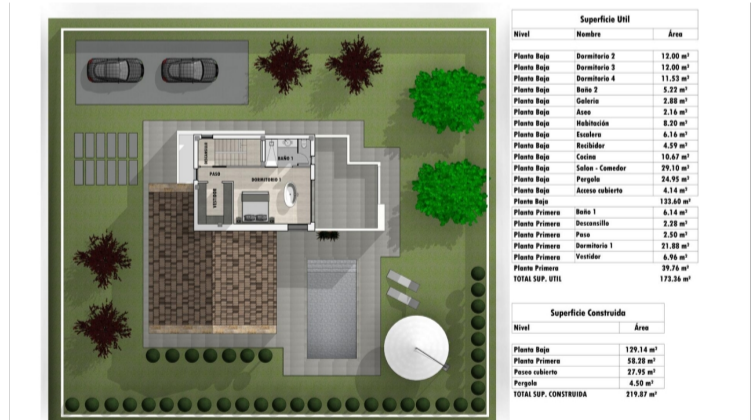 DESCANSILLO
BAÑO 1
PASO
DORMITORIO 1
VESTIDOR
Superficie Util
Nivel Nombre Área
Planta Baja Dormitorio 2 12.00 m²
Planta Baja Dormitorio 3 12.00 m²
Planta Baja Dormitorio 4 11.53 m²
Planta Baja Baño 2 5.22 m²
Planta Baja Galeria 2.88 m²
Planta Baja Aseo 2.16 m²
Planta Baja Habitación 8.20 m²
Planta Baja Escalera 6.16 m²
Planta Baja Recibidor 4.59 m²
Planta Baja Cocina 10.67 m²
Planta Baja Salon - Comedor 29.10 m²
Planta Baja Pergola 24.95 m²
Planta Baja Acceso cubierto 4.14 m²
Planta Baja 133.60 m²
Planta Primera Baño 1 6.14 m²
Planta Primera Descansillo 2.28 m²
Planta Primera Paso 2.50 m²
Planta Primera Dormitorio 1 21.88 m²
Planta Primera Vestidor 6.96 m²
Planta Primera 39.76 m²
TOTAL SUP. UTIL 173.36 m²
Superficie Construida
Nivel Área
Planta Baja 129.14 m²
Planta Primera 58.28 m²
Paseo cubierto 27.95 m²
Pergola 4.50 m²
TOTAL SUP. CONSTRUIDA 219.87 m²